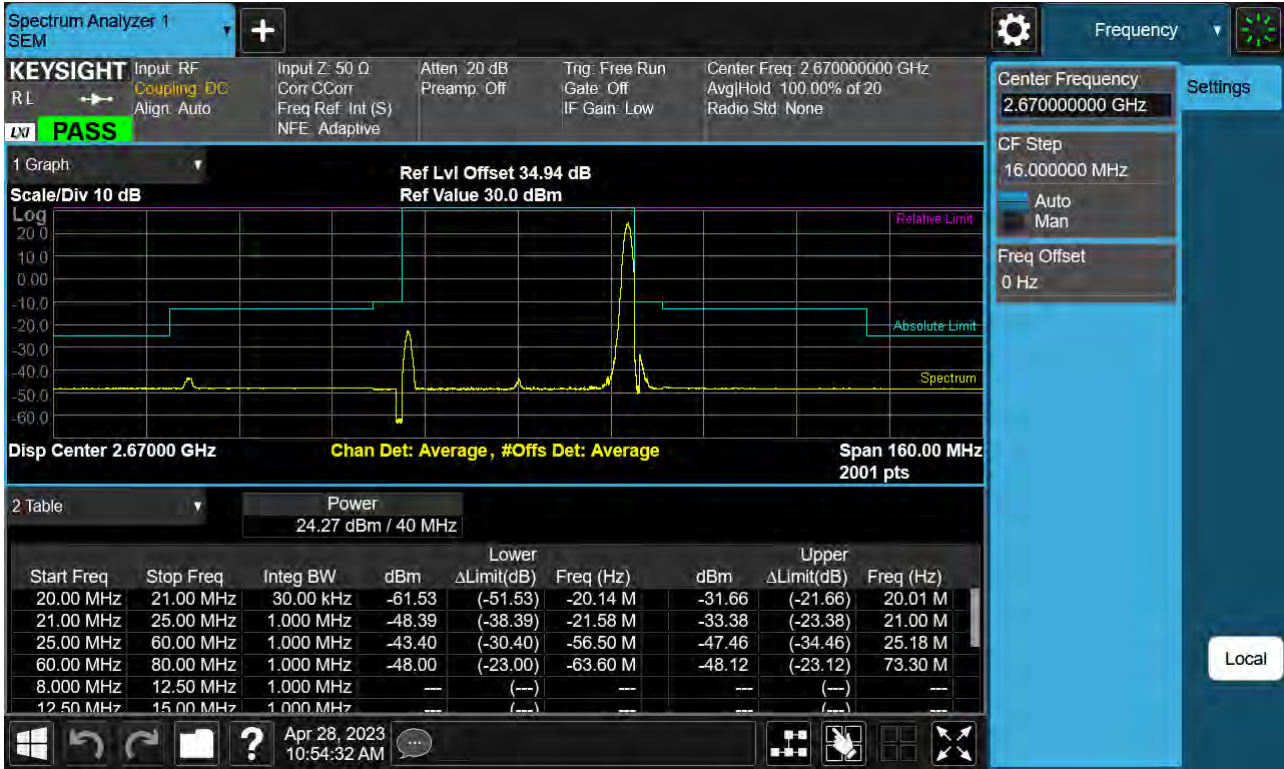 Spectrum Analyzer 1
SEM
+
Frequency
KEYSIGHT
R L
LXI
PASS
Input: RF
Coupling: DC
Align: Auto
Input Z: 50 Ω
Corr CCorr
Freq Ref: Int (S)
NFE: Adaptive
Atten: 20 dB
Preamp: Off
Trig: Free Run
Gate: Off
IF Gain: Low
Center Freq: 2.670000000 GHz
Avg|Hold: 100.00% of 20
Radio Std: None
Center Frequency
2.670000000 GHz
Settings
CF Step
16.000000 MHz
Auto
Man
Freq Offset
0 Hz
Local
1 Graph
Scale/Div 10 dB
Ref Lvl Offset 34.94 dB
Ref Value 30.0 dBm
Log
20.0
10.0
0.00
-10.0
-20.0
-30.0
-40.0
-50.0
-60.0
Relative Limit
Absolute Limit
Spectrum
Disp Center 2.67000 GHz Chan Det: Average, #Offs Det: Average Span 160.00 MHz
2001 pts
2 Table
Power
24.27 dBm / 40 MHz
Lower Upper
Start Freq Stop Freq Integ BW dBm ΔLimit(dB) Freq (Hz) dBm ΔLimit(dB) Freq (Hz)
20.00 MHz 21.00 MHz 30.00 kHz -61.53 (-51.53) -20.14 M -31.66 (-21.66) 20.01 M
21.00 MHz 25.00 MHz 1.000 MHz -48.39 (-38.39) -21.58 M -33.38 (-23.38) 21.00 M
25.00 MHz 60.00 MHz 1.000 MHz -43.40 (-30.40) -56.50 M -47.46 (-34.46) 25.18 M
60.00 MHz 80.00 MHz 1.000 MHz -48.00 (-23.00) -63.60 M -48.12 (-23.12) 73.30 M
8.000 MHz 12.50 MHz 1.000 MHz --- (---) --- --- (---) ---
12.50 MHz 15.00 MHz 1.000 MHz --- (---) --- --- (---) ---
?
Apr 28, 2023
10:54:32 AM